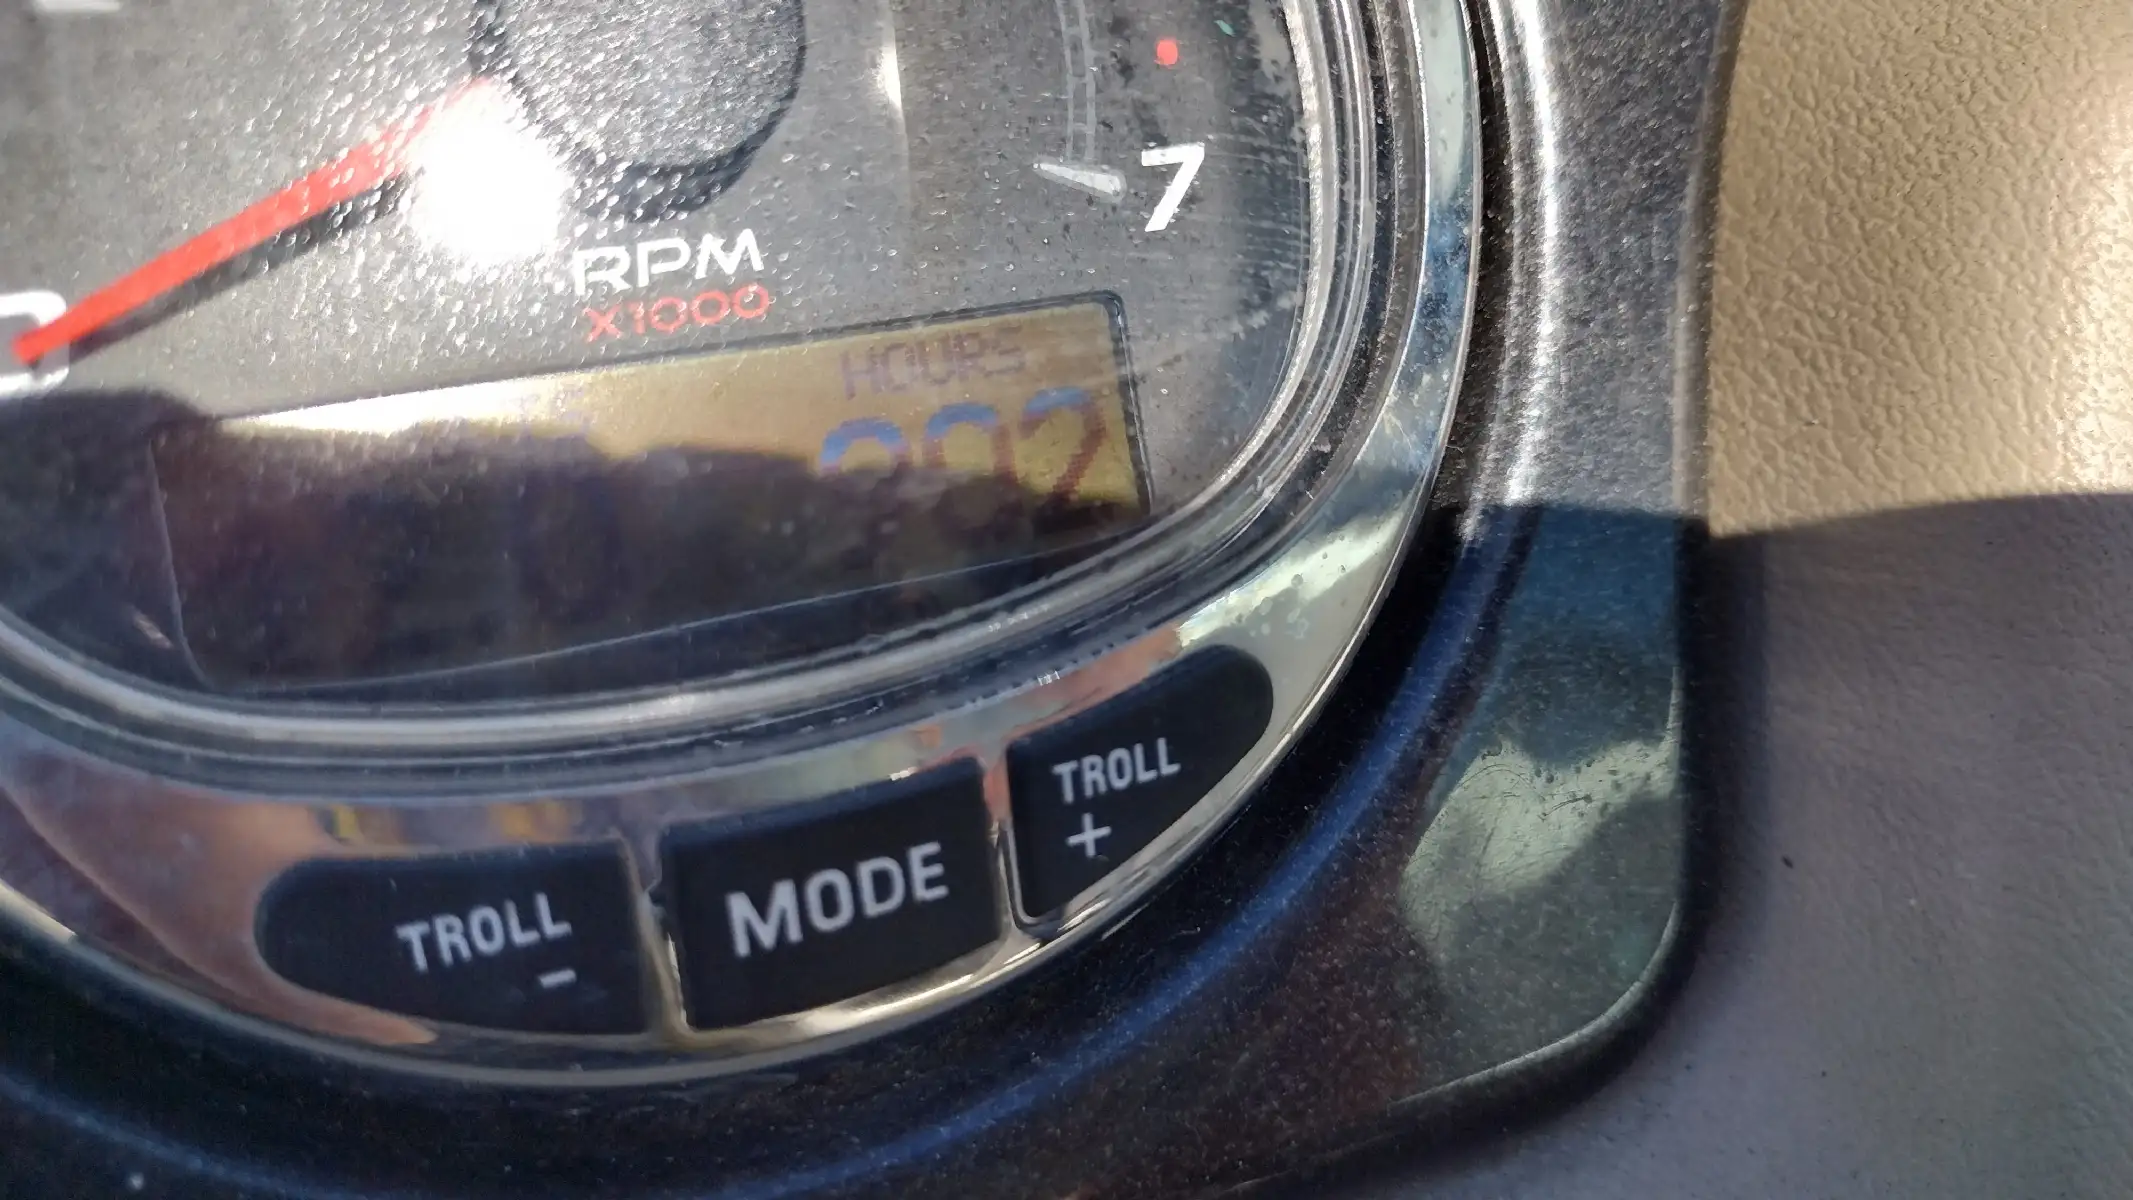 7
RPM
X1000
HOURS
TROLL
-
MODE
TROLL
+